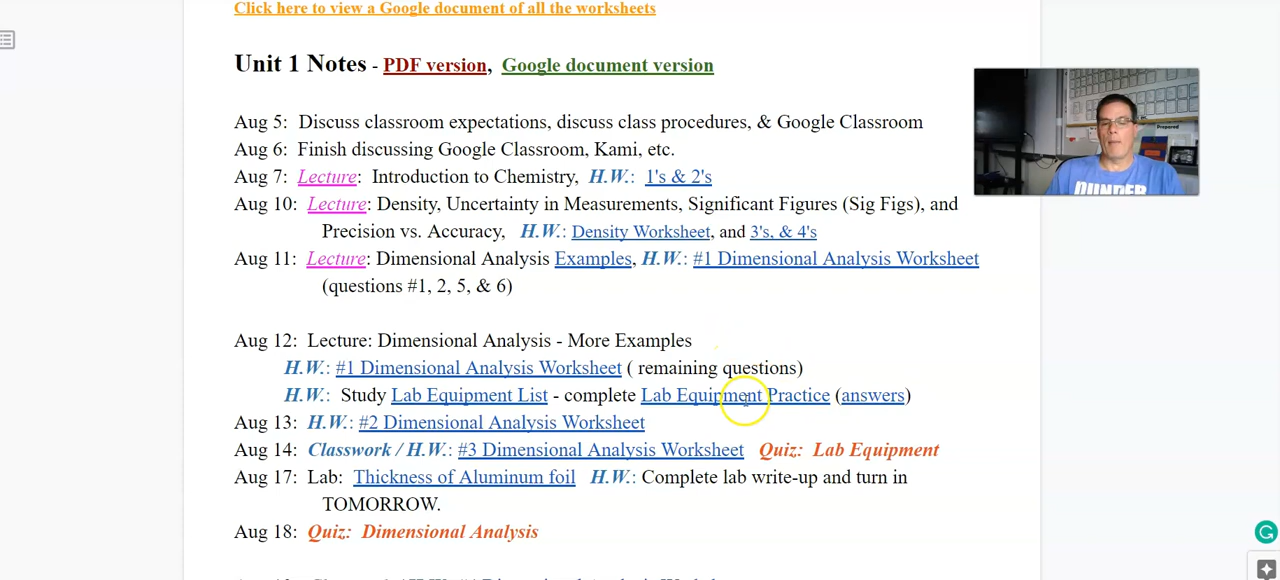 Click here to view a Google document of all the worksheets
Unit 1 Notes - PDF version, Google document version
Aug 5: Discuss classroom expectations, discuss class procedures, & Google Classroom
Aug 6: Finish discussing Google Classroom, Kami, etc.
Aug 7: Lecture: Introduction to Chemistry, H.W.: 1's & 2's
Aug 10: Lecture: Density, Uncertainty in Measurements, Significant Figures (Sig Figs), and
Precision vs. Accuracy, H.W.: Density Worksheet, and 3's, & 4's
Aug 11: Lecture: Dimensional Analysis Examples, H.W.: #1 Dimensional Analysis Worksheet
(questions #1, 2, 5, & 6)
Aug 12: Lecture: Dimensional Analysis - More Examples
H.W.: #1 Dimensional Analysis Worksheet ( remaining questions)
H.W.: Study Lab Equipment List - complete Lab Equipment Practice (answers)
Aug 13: H.W.: #2 Dimensional Analysis Worksheet
Aug 14: Classwork / H.W.: #3 Dimensional Analysis Worksheet Quiz: Lab Equipment
Aug 17: Lab: Thickness of Aluminum foil H.W.: Complete lab write-up and turn in
TOMORROW.
Aug 18: Quiz: Dimensional Analysis
Prepared
DUNDER